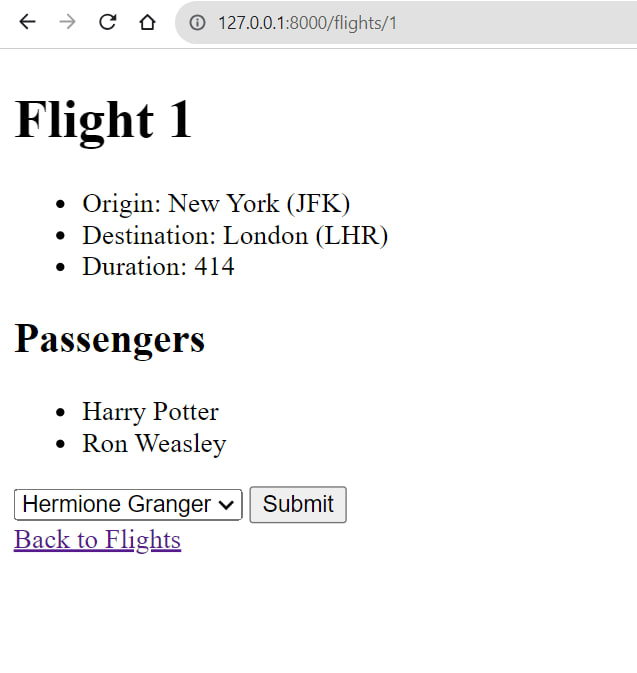 127.0.0.1:8000/flights/1
Flight 1
Origin: New York (JFK)
Destination: London (LHR)
Duration: 414
Passengers
Harry Potter
Ron Weasley
Hermione Granger Submit
Back to Flights